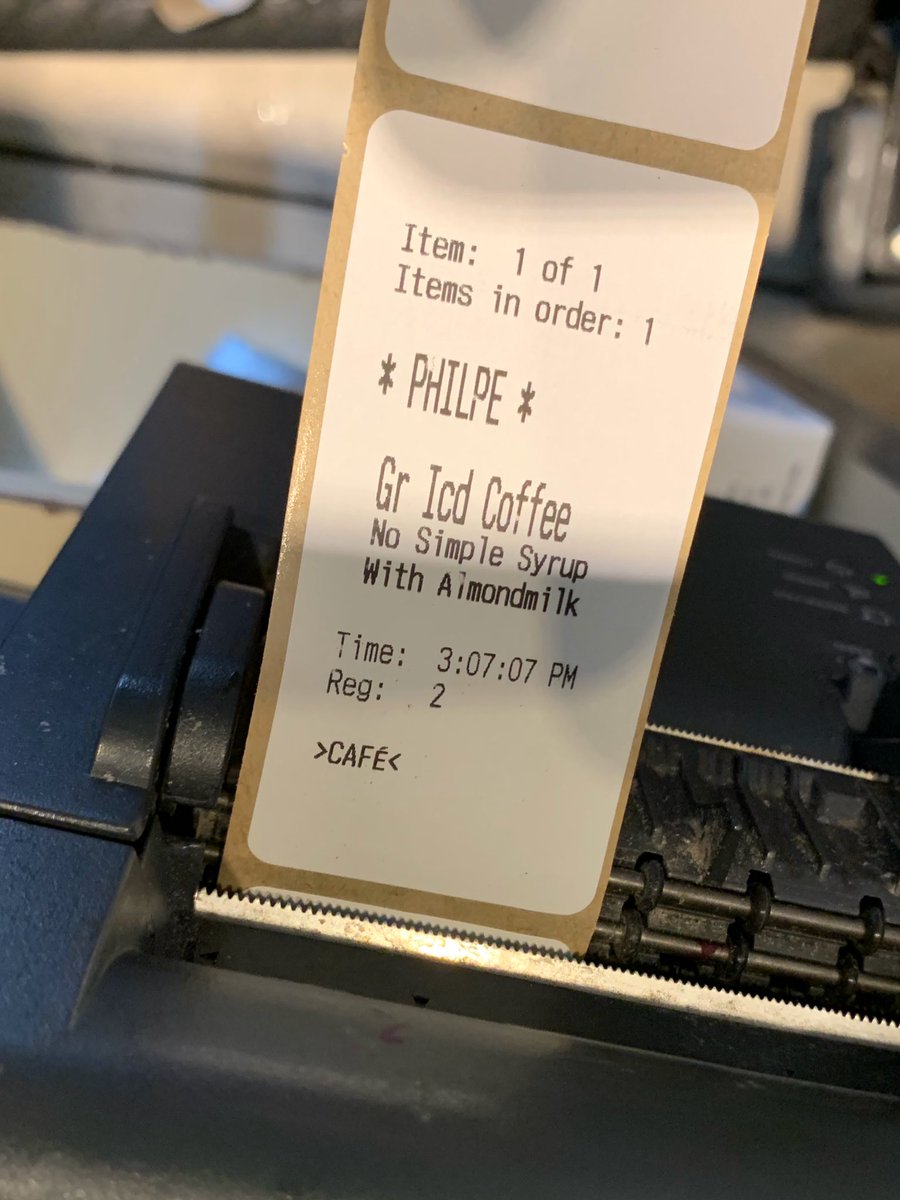 Item: 1 of 1
Items in order: 1
* PHILPE *
Gr Icd Coffee
No Simple Syrup
With Almondmilk
Time: 3:07:07 PM
Reg: 2
>CAFÉ<